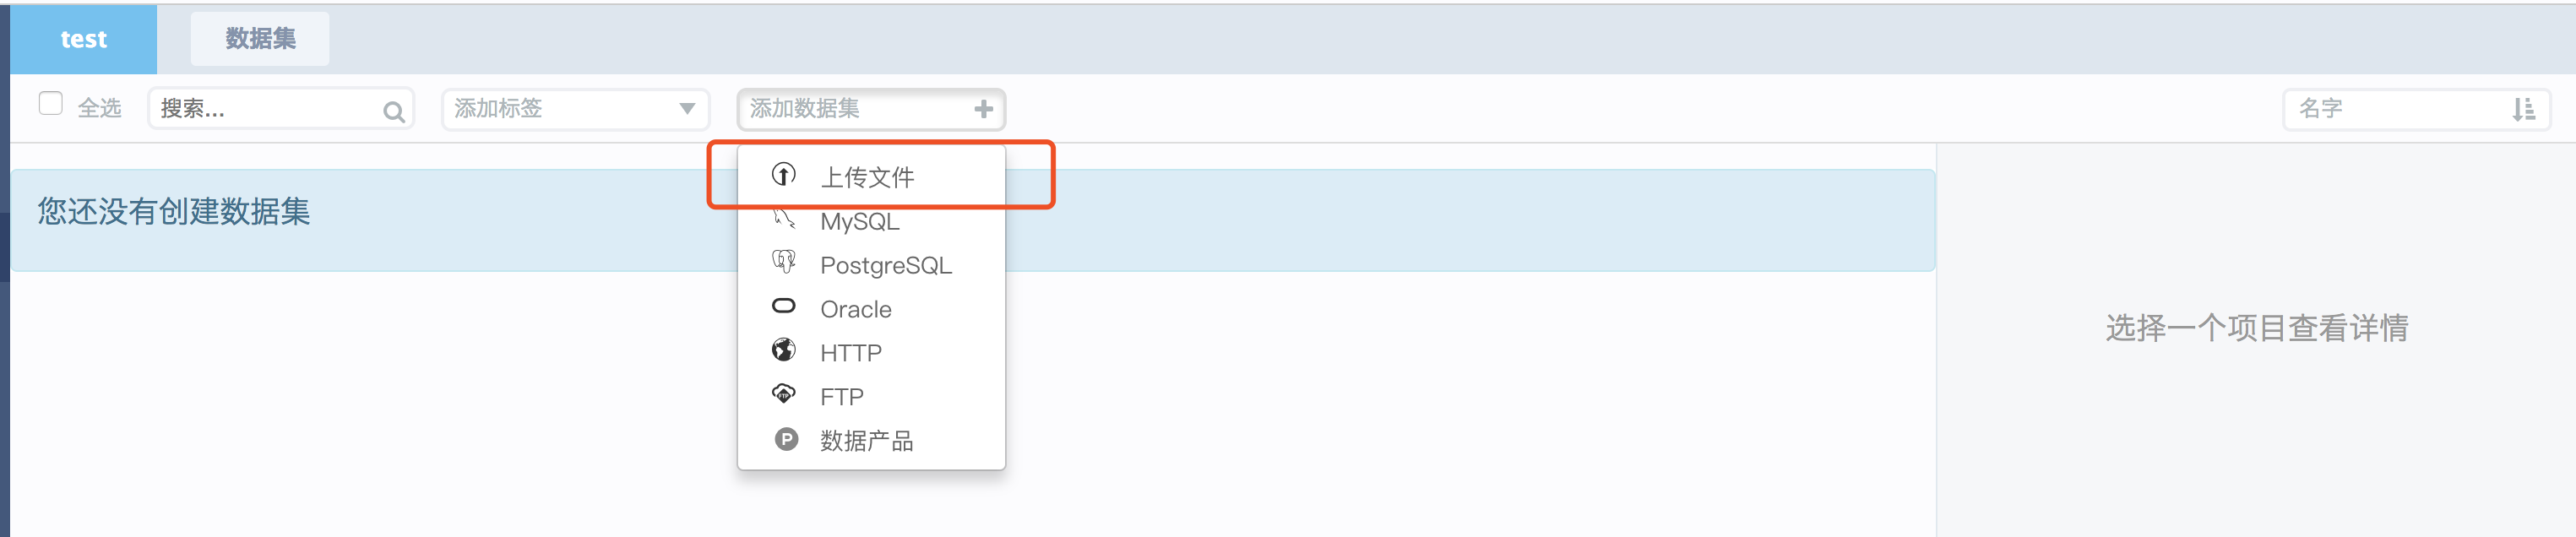 test
数据集
全选
搜索...
添加标签
添加数据集
名字
上传文件
MySQL
PostgreSQL
Oracle
HTTP
FTP
数据产品
您还没有创建数据集
选择一个项目查看详情